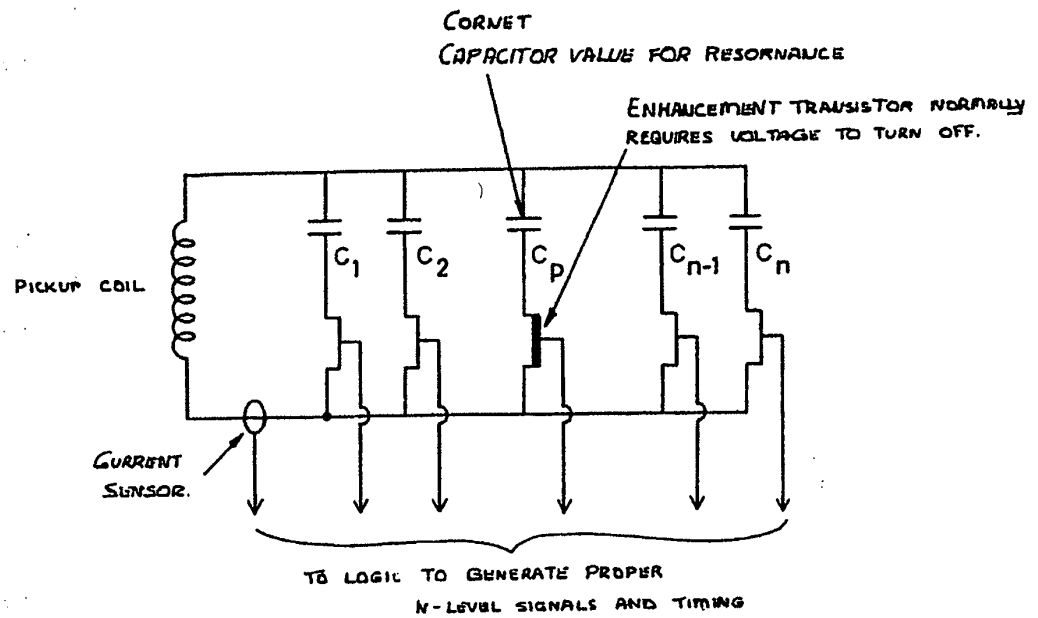 CORNET
CAPACITOR VALUE FOR RESORNANCE
ENHANCEMENT TRANSISTOR NORMALLY
REQUIRES VOLTAGE TO TURN OFF.
C1
C2
Cp
Cn-1
Cn
PICKUP COIL
CURRENT
SENSOR.
TO LOGIC TO GENERATE PROPER
N-LEVEL SIGNALS AND TIMING